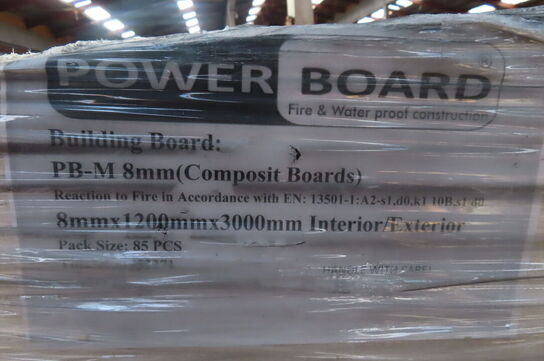 POWER BOARD®
Fire & Water proof construction
Building Board:
PB-M 8mm(Composit Boards)
Reaction to Fire in Accordance with EN: 13501-1:A2-s1,d0,k1 10B,s1 d0
8mmx1200mmx3000mm Interior/Exterior
Pack Size: 85 PCS
HANDLE WITH CARE!